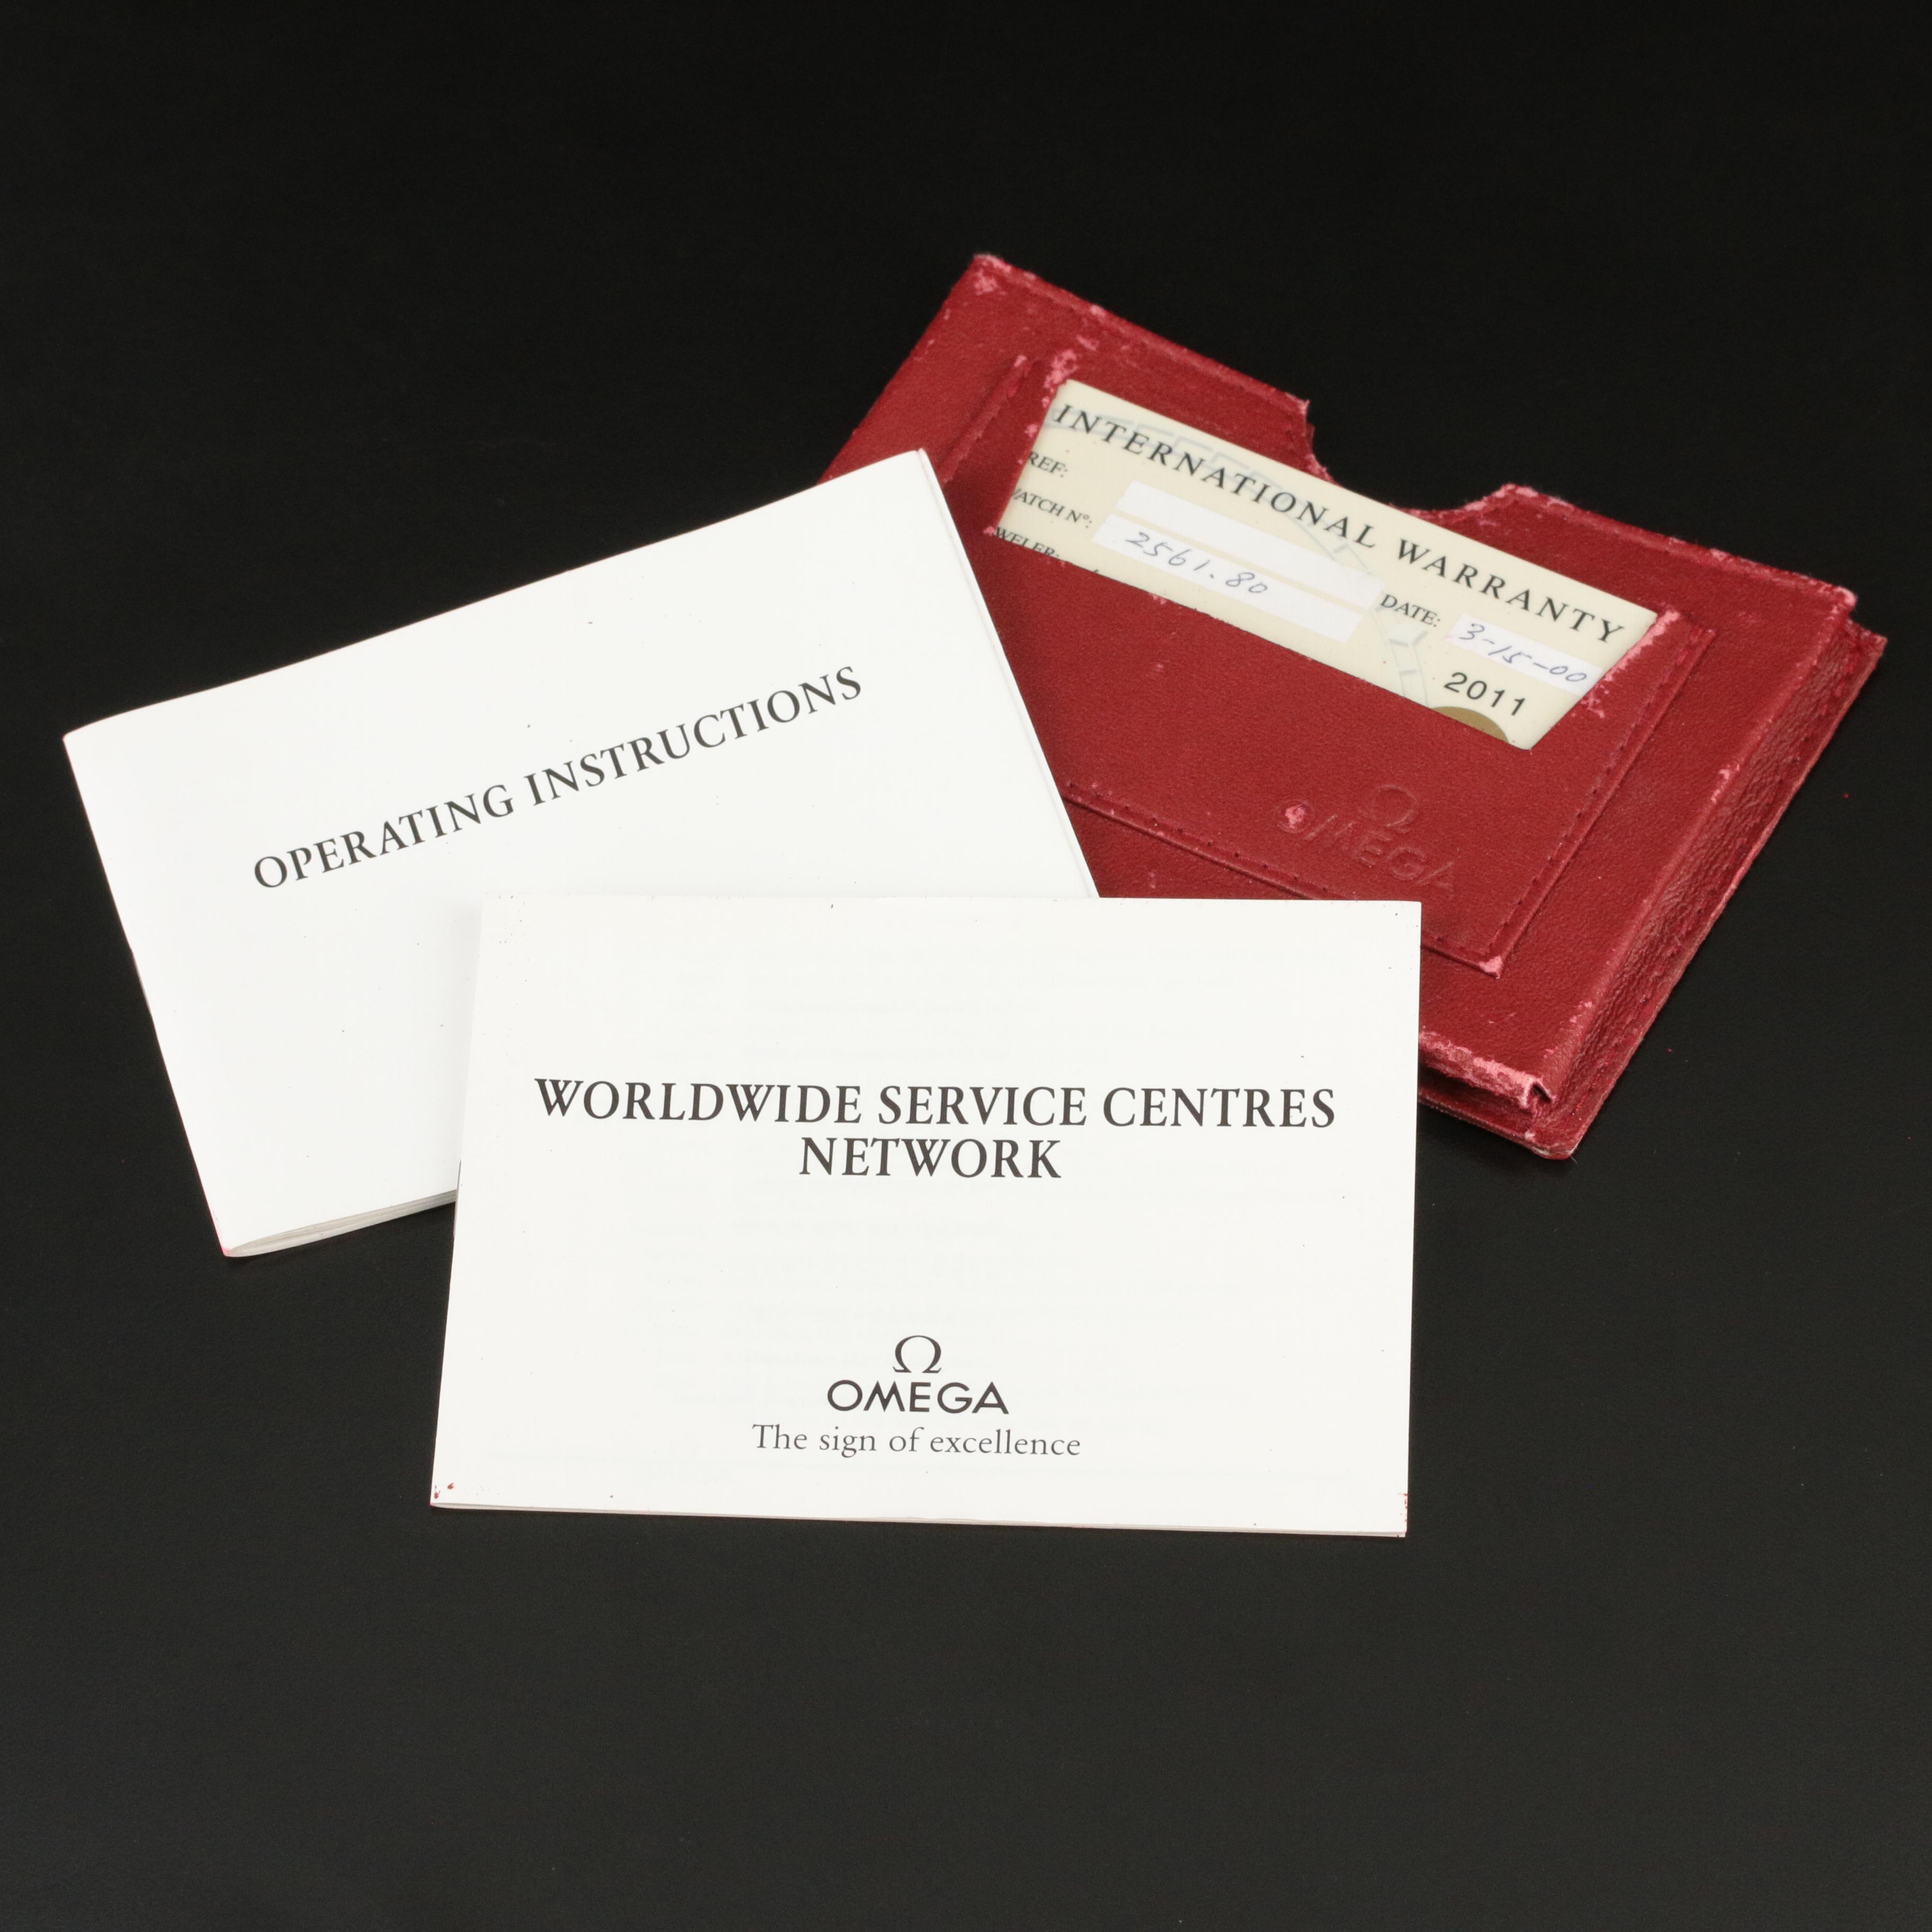 INTERNATIONAL WARRANTY
REF:
WATCH Nº: 2561.80
DATE: 3-15-00
2011
Ω
OMEGA
OPERATING INSTRUCTIONS
WORLDWIDE SERVICE CENTRES
NETWORK
Ω
OMEGA
The sign of excellence